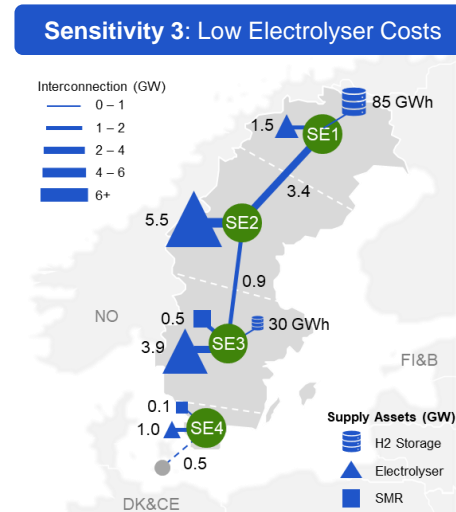 Sensitivity 3: Low Electrolyser Costs
Interconnection (GW)
0 – 1
1 – 2
2 – 4
4 – 6
6+
85 GWh
1.5
SE1
3.4
5.5
SE2
0.9
NO
0.5
30 GWh
3.9
SE3
FI&B
0.1
SE4
1.0
0.5
DK&CE
Supply Assets (GW)
H2 Storage
Electrolyser
SMR